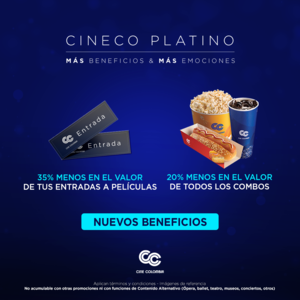 CINECO PLATINO
MÁS BENEFICIOS & MÁS EMOCIONES
Entrada
Entrada
35% MENOS EN EL VALOR
DE TUS ENTRADAS A PELÍCULAS
20% MENOS EN EL VALOR
DE TODOS LOS COMBOS
NUEVOS BENEFICIOS
CINE COLOMBIA
Aplican términos y condiciones - Imágenes de referencia
No acumulable con otras promociones ni con funciones de Contenido Alternativo (Ópera, ballet, teatro, museos, conciertos, otros)